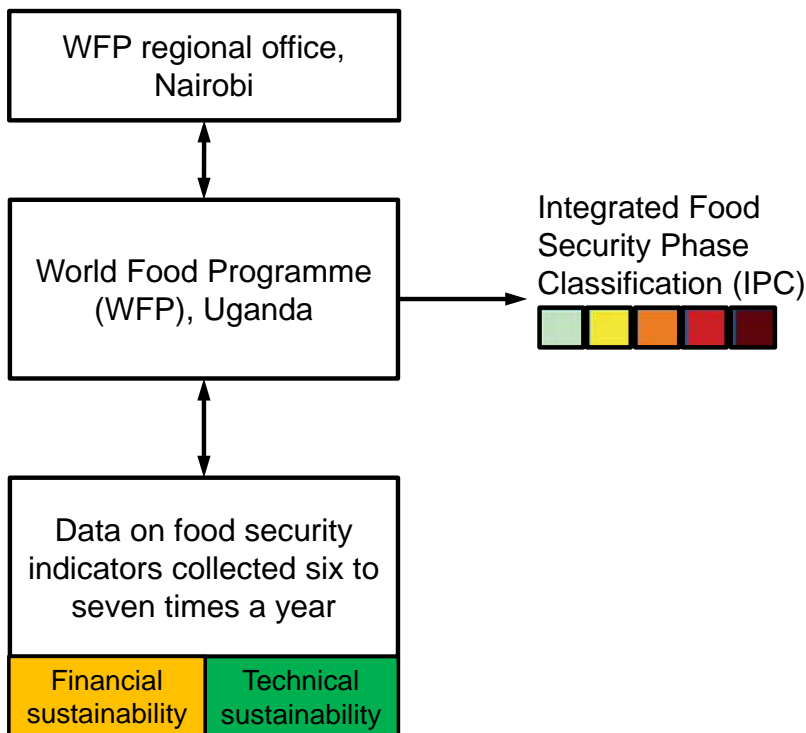 WFP regional office,
Nairobi
World Food Programme
(WFP), Uganda
Integrated Food
Security Phase
Classification (IPC)
Data on food security
indicators collected six to
seven times a year
Financial
sustainability
Technical
sustainability